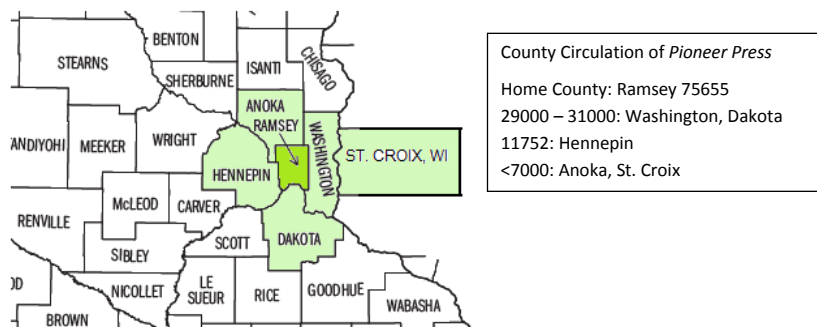 BENTON
STEARNS
ISANTI
CHISAGO
SHERBURNE
ANOKA
RAMSEY
WASHINGTON
ANDIYOHI
MEEKER
WRIGHT
HENNEPIN
ST. CROIX, WI
McLEOD
CARVER
RENVILLE
SCOTT
DAKOTA
SIBLEY
OD
NICOLLET
LE
SUEUR
RICE
GOODHUE
WABASHA
BROWN
County Circulation of Pioneer Press
Home County: Ramsey 75655
29000 – 31000: Washington, Dakota
11752: Hennepin
<7000: Anoka, St. Croix